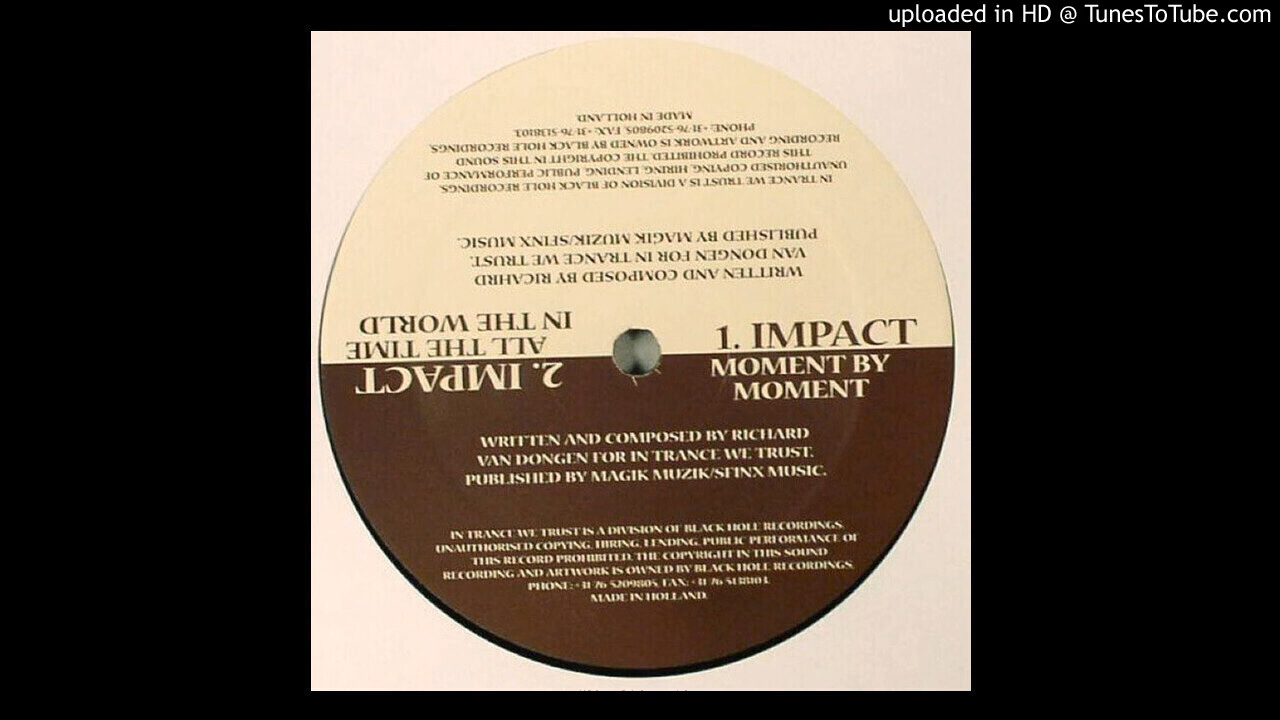 uploaded in HD @ TunesToTube.com
1. IMPACT
MOMENT BY
MOMENT
WRITTEN AND COMPOSED BY RICHARD
VAN DONGEN FOR IN TRANCE WE TRUST.
PUBLISHED BY MAGIK MUZIK/SFINX MUSIC.
IN TRANCE WE TRUST IS A DIVISION OF BLACK HOLE RECORDINGS.
UNAUTHORISED COPYING, HIRING, LENDING, PUBLIC PERFORMANCE OF
THIS RECORD PROHIBITED. THE COPYRIGHT IN THIS SOUND
RECORDING AND ARTWORK IS OWNED BY BLACK HOLE RECORDINGS.
PHONE: +31-76-5209805, FAX: +31-76-5138103.
MADE IN HOLLAND.
2. IMPACT
ALL THE TIME
IN THE WORLD
WRITTEN AND COMPOSED BY RICAHRD
VAN DONGEN FOR IN TRANCE WE TRUST.
PUBLISHED BY MAGIK MUZIK/SFINX MUSIC.
IN TRANCE WE TRUST IS A DIVISION OF BLACK HOLE RECORDINGS.
UNAUTHORISED COPYING, HIRING, LENDING, PUBLIC PERFORMANCE OF
THIS RECORD PROHIBITED. THE COPYRIGHT IN THIS SOUND
RECORDING AND ARTWORK IS OWNED BY BLACK HOLE RECORDINGS.
PHONE: +31-76-5209805, FAX: +31-76-5138103.
MADE IN HOLLAND.